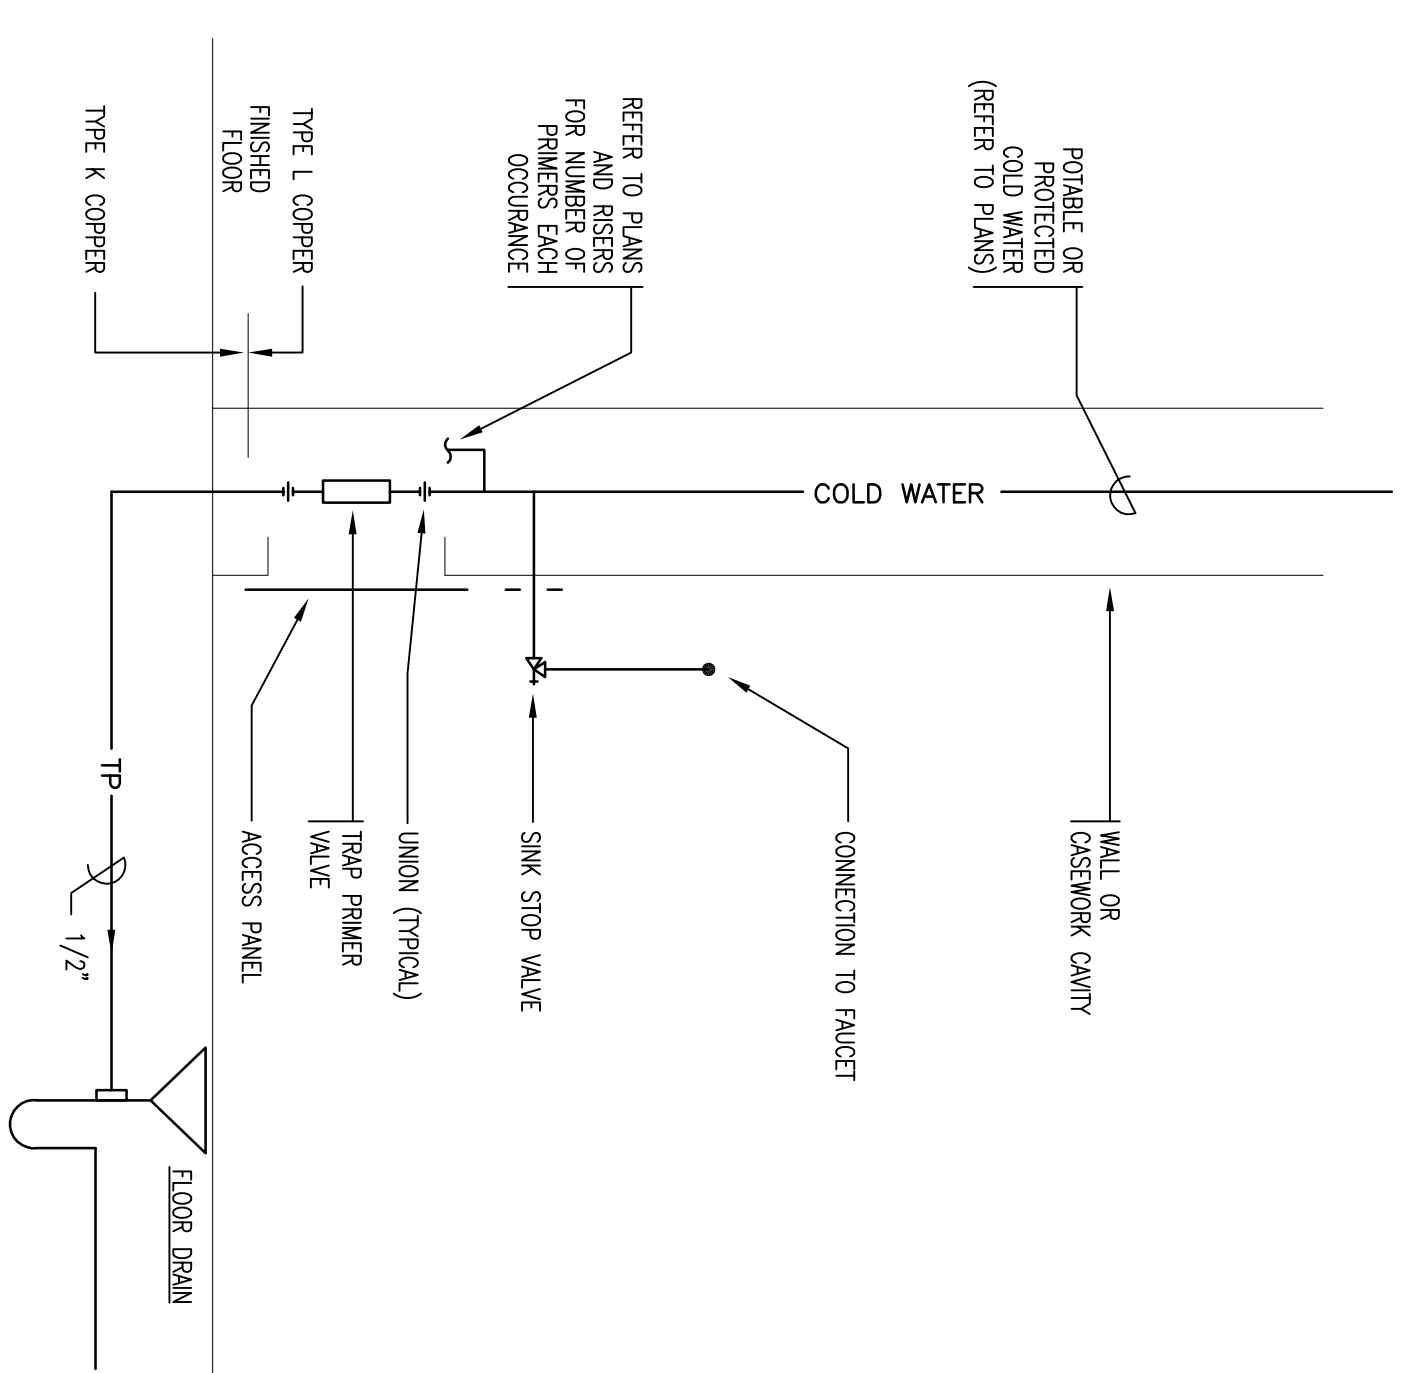 POTABLE OR
PROTECTED
COLD WATER
(REFER TO PLANS)
WALL OR
CASEWORK CAVITY
COLD WATER
CONNECTION TO FAUCET
REFER TO PLANS
AND RISERS
FOR NUMBER OF
PRIMERS EACH
OCCURANCE
SINK STOP VALVE
UNION (TYPICAL)
TRAP PRIMER
VALVE
TYPE L COPPER
FINISHED
FLOOR
ACCESS PANEL
FLOOR DRAIN
TYPE K COPPER
TP
1/2"